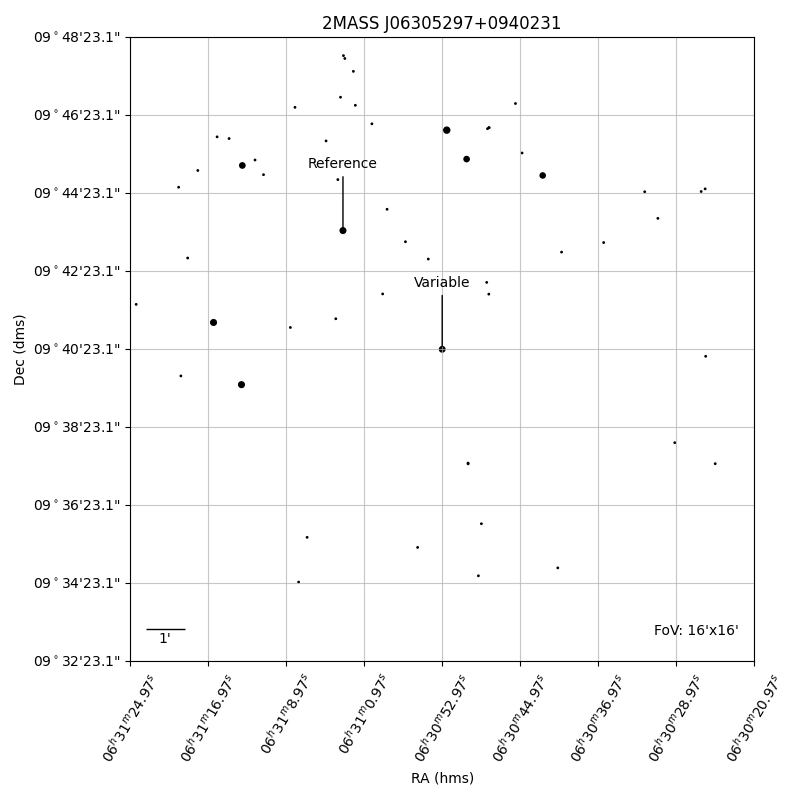 2MASS J06305297+0940231
09°48'23.1"
09°46'23.1"
09°44'23.1"
09°42'23.1"
09°40'23.1"
09°38'23.1"
09°36'23.1"
09°34'23.1"
09°32'23.1"
Dec (dms)
Reference
Variable
1'
FoV: 16'x16'
06ʰ31ᵐ24.97ˢ
06ʰ31ᵐ16.97ˢ
06ʰ31ᵐ8.97ˢ
06ʰ31ᵐ0.97ˢ
06ʰ30ᵐ52.97ˢ
06ʰ30ᵐ44.97ˢ
06ʰ30ᵐ36.97ˢ
06ʰ30ᵐ28.97ˢ
06ʰ30ᵐ20.97ˢ
RA (hms)